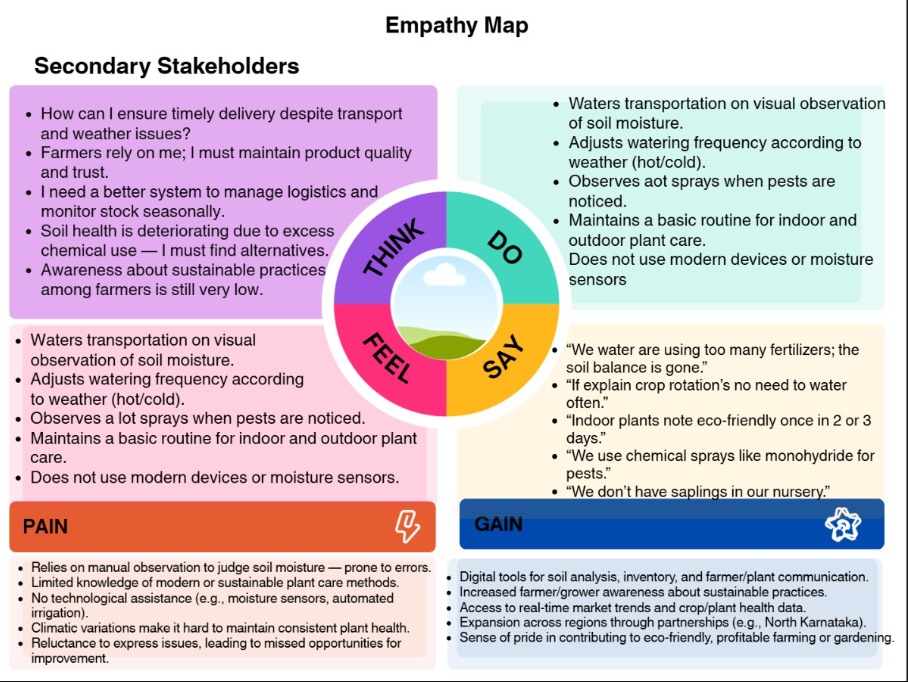 Empathy Map
Secondary Stakeholders
• How can I ensure timely delivery despite transport
and weather issues?
• Farmers rely on me; I must maintain product quality
and trust.
• I need a better system to manage logistics and
monitor stock seasonally.
• Soil health is deteriorating due to excess
chemical use — I must find alternatives.
• Awareness about sustainable practices
among farmers is still very low.
• Waters transportation on visual observation
of soil moisture.
• Adjusts watering frequency according to
weather (hot/cold).
• Observes aot sprays when pests are
noticed.
• Maintains a basic routine for indoor and
outdoor plant care.
Does not use modern devices or moisture
sensors
THINK
DO
FEEL
SAY
• Waters transportation on visual
observation of soil moisture.
• Adjusts watering frequency according
to weather (hot/cold).
• Observes a lot sprays when pests are noticed.
• Maintains a basic routine for indoor and outdoor plant
care.
• Does not use modern devices or moisture sensors.
• “We water are using too many fertilizers; the
soil balance is gone.”
• “If explain crop rotation’s no need to water
often.”
• “Indoor plants note eco-friendly once in 2 or 3
days.”
• “We use chemical sprays like monohydride for
pests.”
• “We don’t have saplings in our nursery.”
PAIN
• Relies on manual observation to judge soil moisture — prone to errors.
• Limited knowledge of modern or sustainable plant care methods.
• No technological assistance (e.g., moisture sensors, automated
irrigation).
• Climatic variations make it hard to maintain consistent plant health.
• Reluctance to express issues, leading to missed opportunities for
improvement.
GAIN
• Digital tools for soil analysis, inventory, and farmer/plant communication.
• Increased farmer/grower awareness about sustainable practices.
• Access to real-time market trends and crop/plant health data.
• Expansion across regions through partnerships (e.g., North Karnataka).
• Sense of pride in contributing to eco-friendly, profitable farming or gardening.